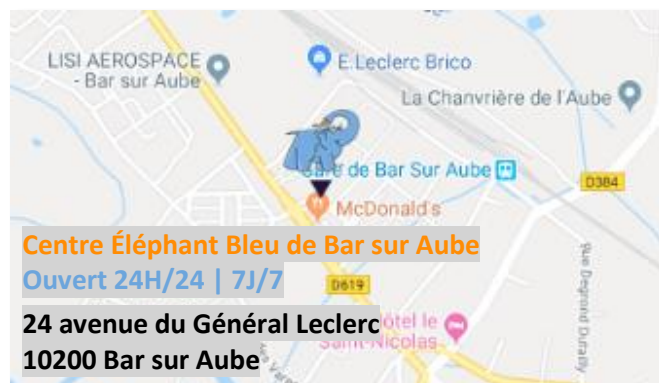 LISI AEROSPACE
- Bar sur Aube
E.Leclerc Brico
La Chanvrière de l'Aube
Gare de Bar Sur Aube
D384
McDonald's
Centre Éléphant Bleu de Bar sur Aube
Ouvert 24H/24 | 7J/7
D619
24 avenue du Général Leclerc
10200 Bar sur Aube
Hôtel le
Saint-Nicolas